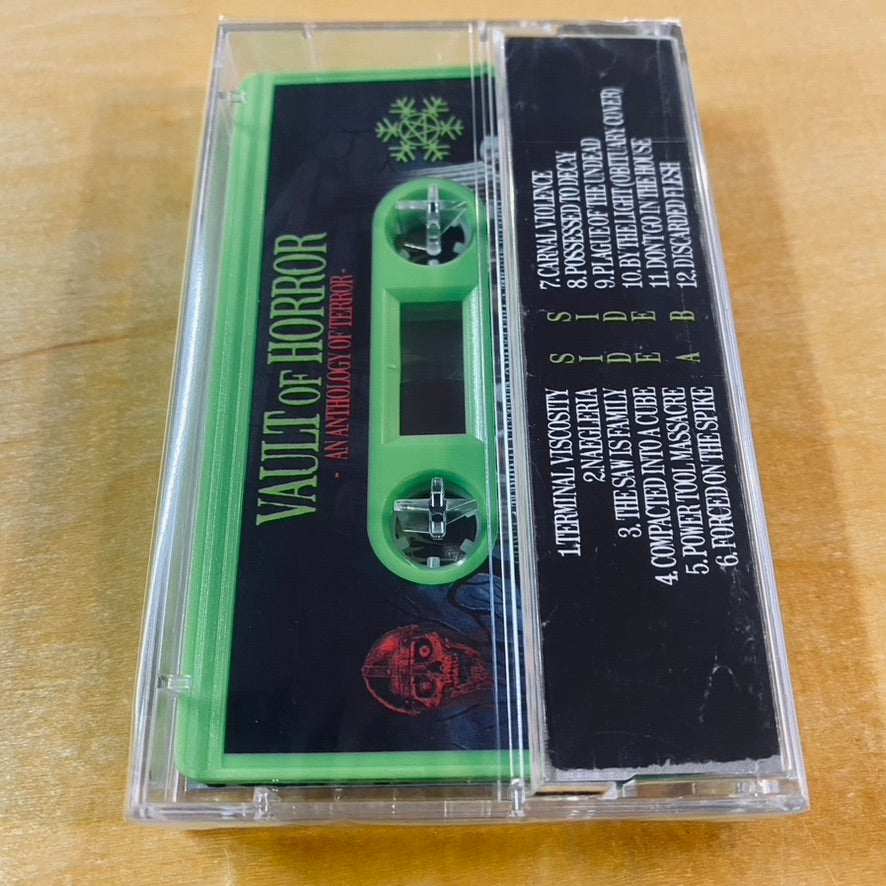 VAULT OF HORROR
- AN ANTHOLOGY OF TERROR -
1.TERMINAL VISCOSITY
2.NAEGLERIA
3. THE SAW IS FAMILY
4. COMPACTED INTO A CUBE
5. POWER TOOL MASSACRE
6. FORCED ON THE SPIKE
SIDE A
SIDE B
7. CARNAL VIOLENCE
8. POSSESSED TO DECAY
9. PLAGUE OF THE UNDEAD
10. BY THE LIGHT (OBITUARY COVER)
11. DON'T GO IN THE HOUSE
12. DISCARDED FLESH